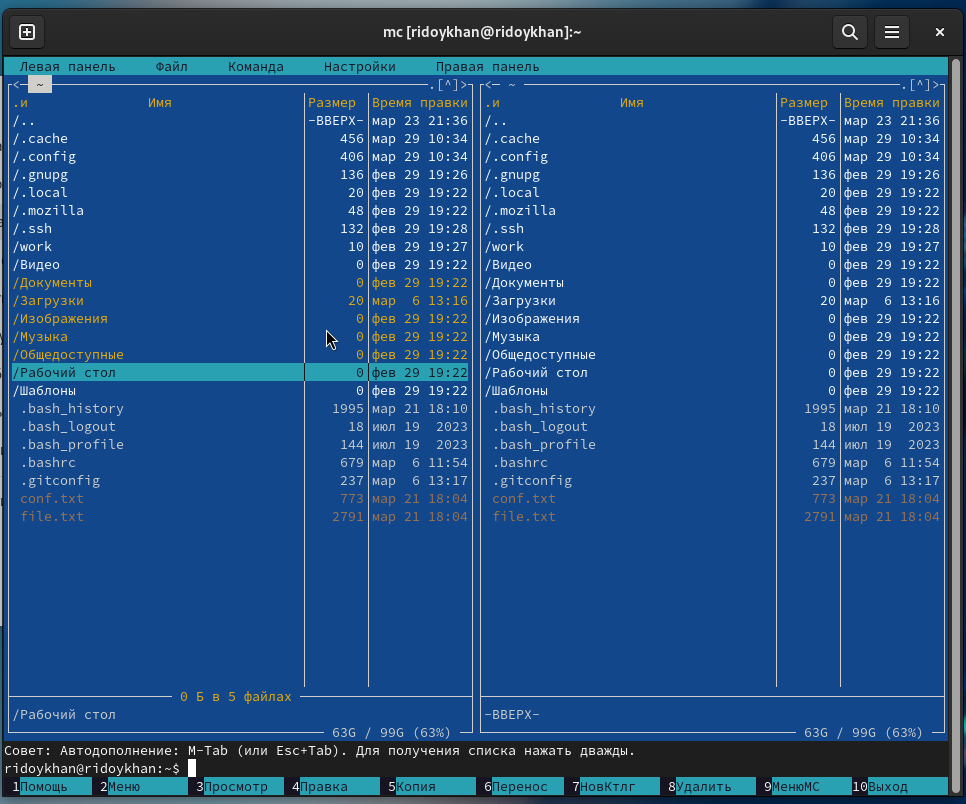 mc [ridoykhan@ridoykhan]:~
Левая панель Файл Команда Настройки Правая панель
<─ ~ .[^]> <─ ~ .[^]>
.и Имя Размер Время правки .и Имя Размер Время правки
/.. -ВВЕРХ- мар 23 21:36 /.. -ВВЕРХ- мар 23 21:36
/.cache 456 мар 29 10:34 /.cache 456 мар 29 10:34
/.config 406 мар 29 10:34 /.config 406 мар 29 10:34
/.gnupg 136 фев 29 19:26 /.gnupg 136 фев 29 19:26
/.local 20 фев 29 19:22 /.local 20 фев 29 19:22
/.mozilla 48 фев 29 19:22 /.mozilla 48 фев 29 19:22
/.ssh 132 фев 29 19:28 /.ssh 132 фев 29 19:28
/work 10 фев 29 19:27 /work 10 фев 29 19:27
/Видео 0 фев 29 19:22 /Видео 0 фев 29 19:22
/Документы 0 фев 29 19:22 /Документы 0 фев 29 19:22
/Загрузки 20 мар 6 13:16 /Загрузки 20 мар 6 13:16
/Изображения 0 фев 29 19:22 /Изображения 0 фев 29 19:22
/Музыка 0 фев 29 19:22 /Музыка 0 фев 29 19:22
/Общедоступные 0 фев 29 19:22 /Общедоступные 0 фев 29 19:22
/Рабочий стол 0 фев 29 19:22 /Рабочий стол 0 фев 29 19:22
/Шаблоны 0 фев 29 19:22 /Шаблоны 0 фев 29 19:22
.bash_history 1995 мар 21 18:10 .bash_history 1995 мар 21 18:10
.bash_logout 18 июл 19 2023 .bash_logout 18 июл 19 2023
.bash_profile 144 июл 19 2023 .bash_profile 144 июл 19 2023
.bashrc 679 мар 6 11:54 .bashrc 679 мар 6 11:54
.gitconfig 237 мар 6 13:17 .gitconfig 237 мар 6 13:17
conf.txt 773 мар 21 18:04 conf.txt 773 мар 21 18:04
file.txt 2791 мар 21 18:04 file.txt 2791 мар 21 18:04
0 Б в 5 файлах
/Рабочий стол -ВВЕРХ-
63G / 99G (63%) 63G / 99G (63%)
Совет: Автодополнение: M-Tab (или Esc+Tab). Для получения списка нажать дважды.
ridoykhan@ridoykhan:~$
1Помощь 2Меню 3Просмотр 4Правка 5Копия 6Перенос 7НовКтлг 8Удалить 9МенюMC 10Выход